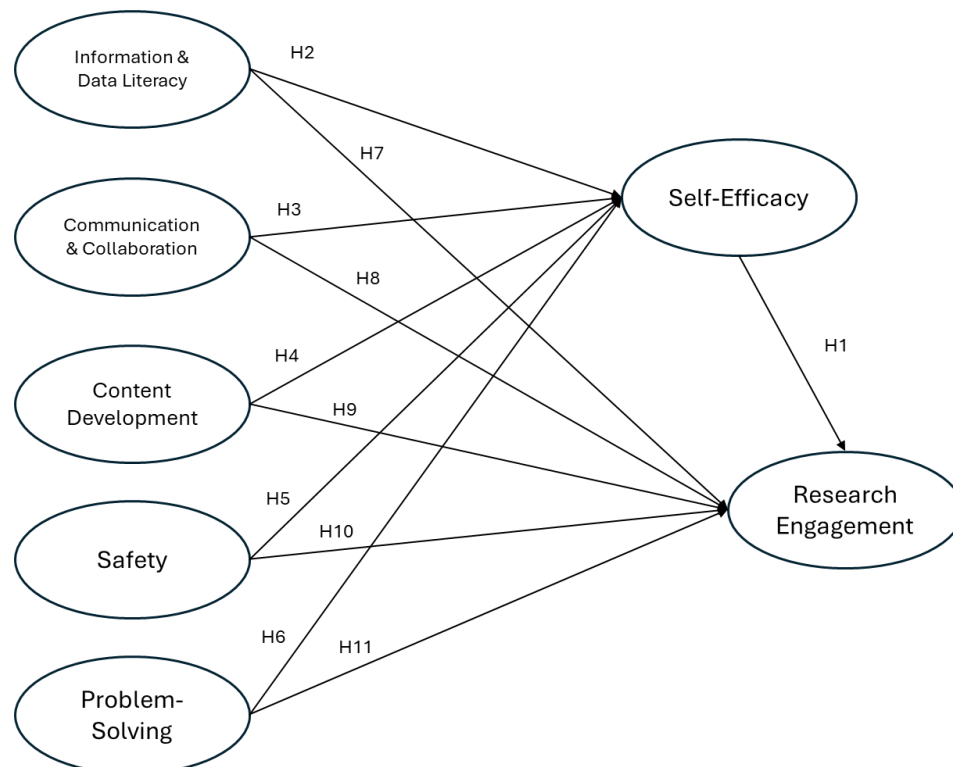 Information &
Data Literacy
H2
H7
Self-Efficacy
Communication
& Collaboration
H3
H8
H1
Content
Development
H4
H9
Research
Engagement
Safety
H5
H10
Problem-
Solving
H6
H11